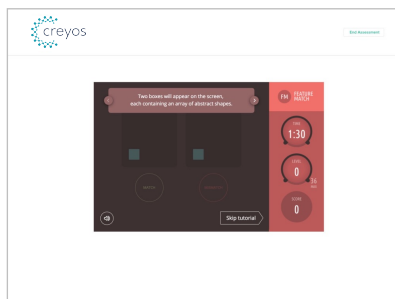 creyos
End Assessment
Two boxes will appear on the screen,
each containing an array of abstract shapes.
FM FEATURE
MATCH
TIME
1:30
LEVEL
0
SCORE
0
MATCH
Skip tutorial